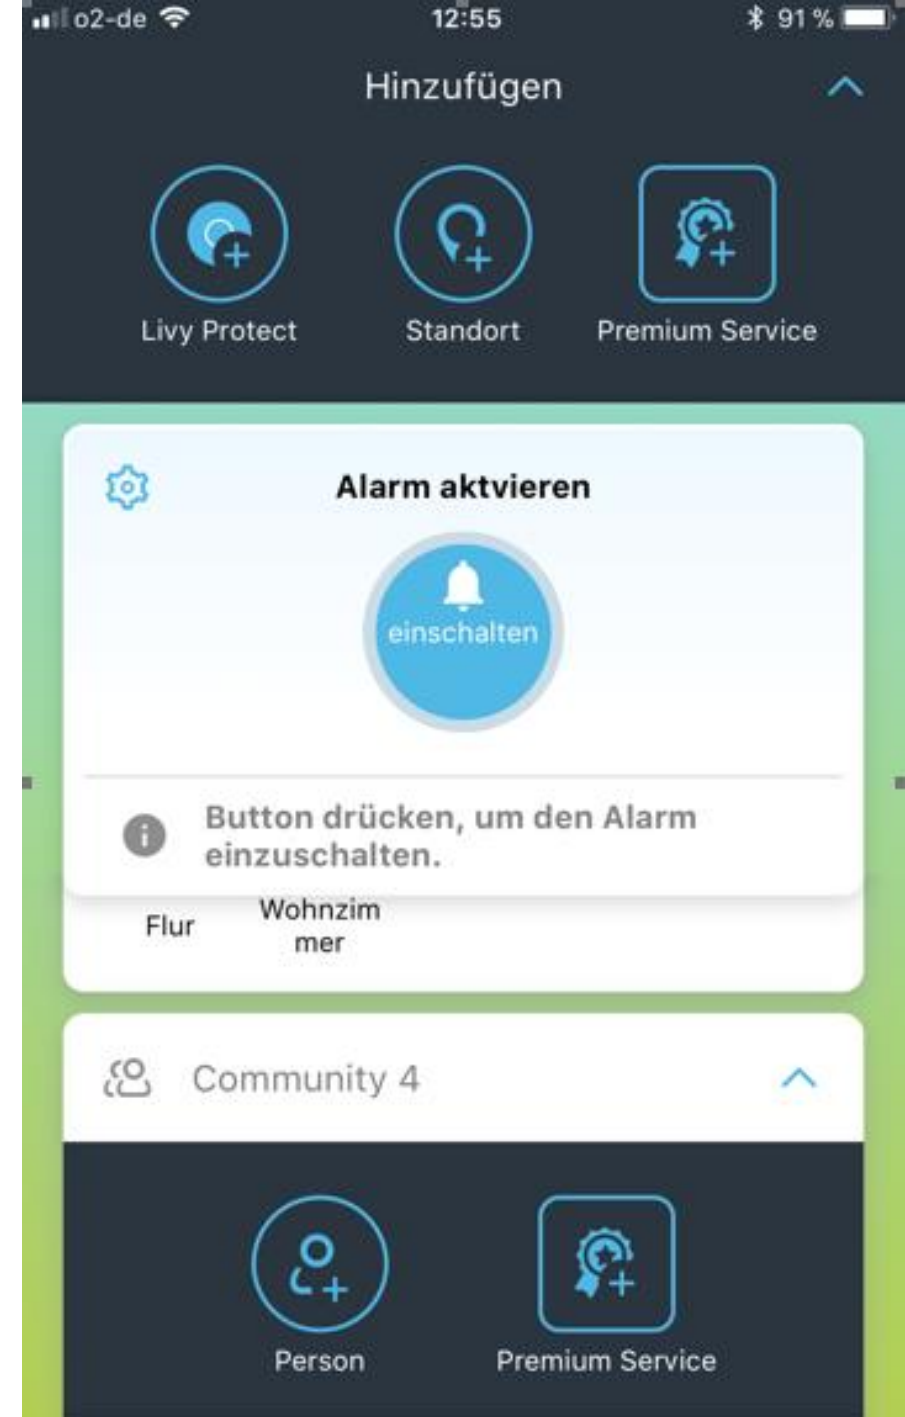 o2-de 12:55 91 %
Hinzufügen
Livy Protect Standort Premium Service
Alarm aktvieren
einschalten
Button drücken, um den Alarm
einzuschalten.
Flur Wohnzim
mer
Community 4
Person Premium Service